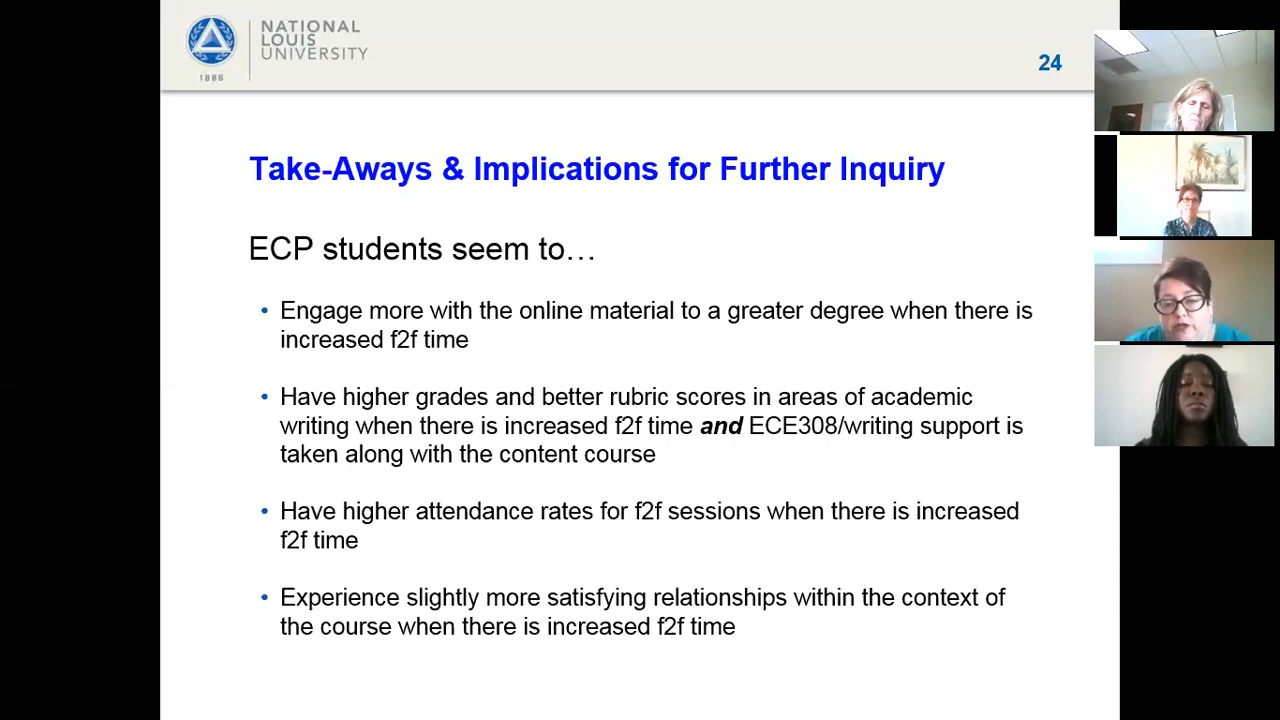 NATIONAL
LOUIS
UNIVERSITY
1886
24
Take-Aways & Implications for Further Inquiry
ECP students seem to…
• Engage more with the online material to a greater degree when there is
increased f2f time
• Have higher grades and better rubric scores in areas of academic
writing when there is increased f2f time and ECE308/writing support is
taken along with the content course
• Have higher attendance rates for f2f sessions when there is increased
f2f time
• Experience slightly more satisfying relationships within the context of
the course when there is increased f2f time